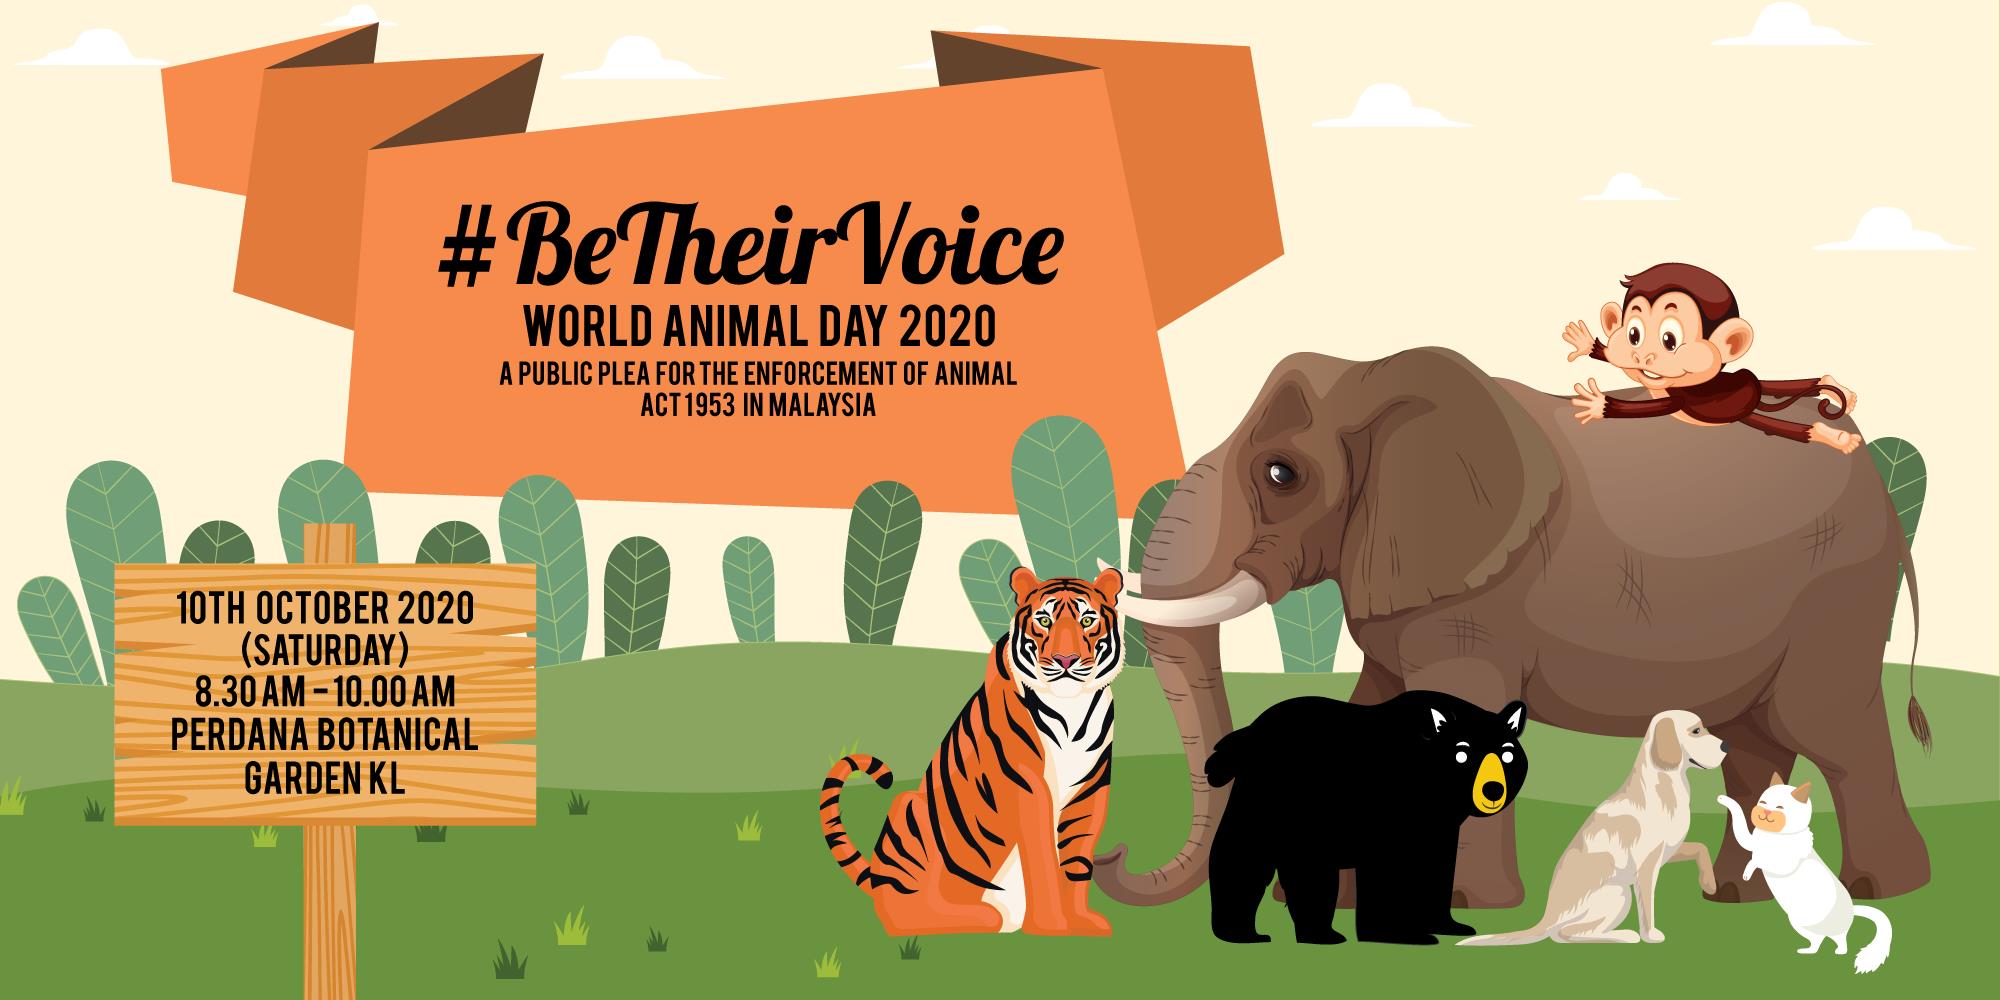 #BeTheirVoice
WORLD ANIMAL DAY 2020
A PUBLIC PLEA FOR THE ENFORCEMENT OF ANIMAL
ACT 1953 IN MALAYSIA
10TH OCTOBER 2020
(SATURDAY)
8.30 AM – 10.00 AM
PERDANA BOTANICAL
GARDEN KL